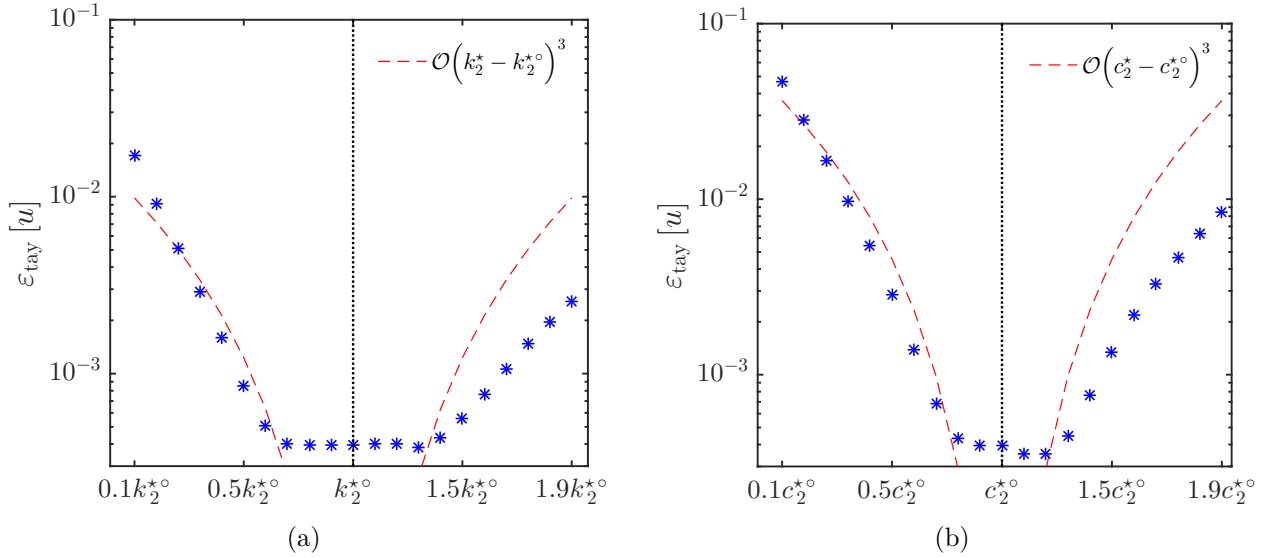 10⁻¹
10⁻²
10⁻³
ε_tay [u]
𝒪(k₂^⋆ − k₂^⋆∘)³
0.1k₂^⋆∘ 0.5k₂^⋆∘ k₂^⋆∘ 1.5k₂^⋆∘ 1.9k₂^⋆∘
(a)
10⁻¹
10⁻²
10⁻³
ε_tay [u]
𝒪(c₂^⋆ − c₂^⋆∘)³
0.1c₂^⋆∘ 0.5c₂^⋆∘ c₂^⋆∘ 1.5c₂^⋆∘ 1.9c₂^⋆∘
(b)